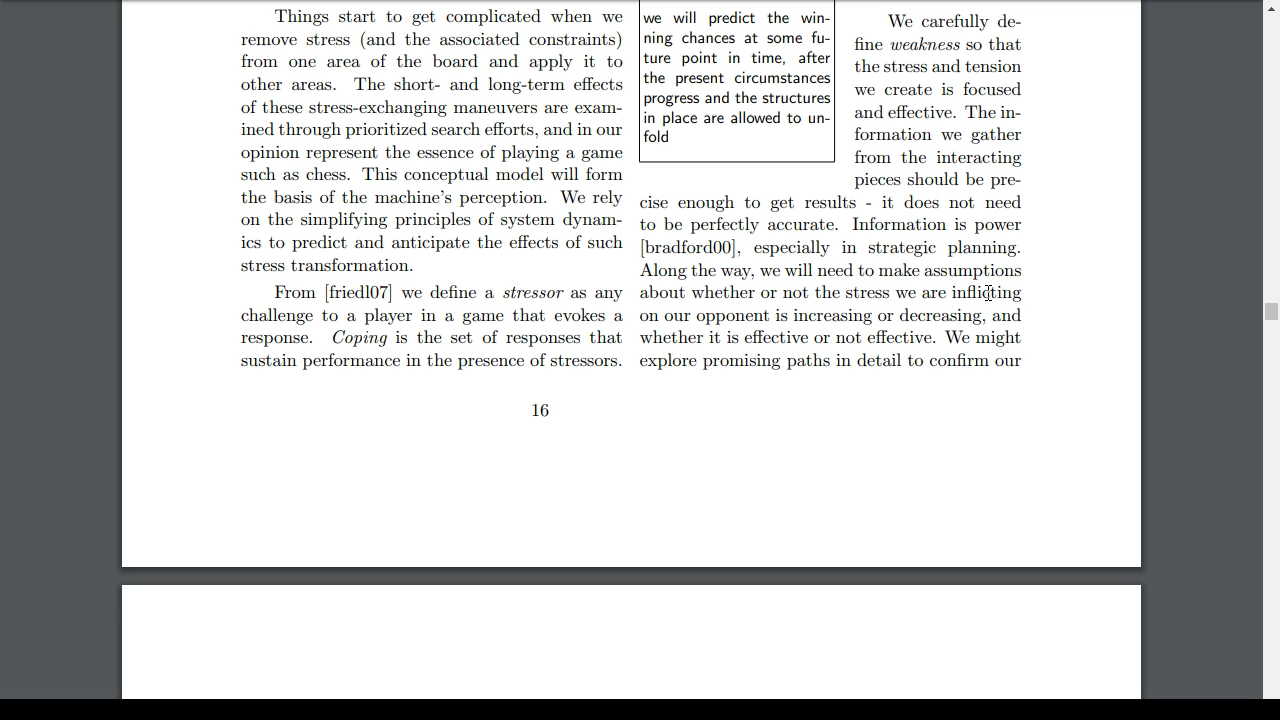 Things start to get complicated when we
remove stress (and the associated constraints)
from one area of the board and apply it to
other areas. The short- and long-term effects
of these stress-exchanging maneuvers are exam-
ined through prioritized search efforts, and in our
opinion represent the essence of playing a game
such as chess. This conceptual model will form
the basis of the machine's perception. We rely
on the simplifying principles of system dynam-
ics to predict and anticipate the effects of such
stress transformation.
From [friedl07] we define a stressor as any
challenge to a player in a game that evokes a
response. Coping is the set of responses that
sustain performance in the presence of stressors.
we will predict the win-
ning chances at some fu-
ture point in time, after
the present circumstances
progress and the structures
in place are allowed to un-
fold
We carefully de-
fine weakness so that
the stress and tension
we create is focused
and effective. The in-
formation we gather
from the interacting
pieces should be pre-
cise enough to get results - it does not need
to be perfectly accurate. Information is power
[bradford00], especially in strategic planning.
Along the way, we will need to make assumptions
about whether or not the stress we are inflicting
on our opponent is increasing or decreasing, and
whether it is effective or not effective. We might
explore promising paths in detail to confirm our
16